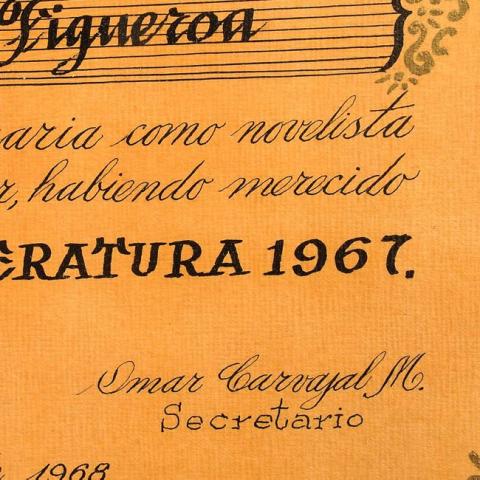 Figueroa
aria como novelista
r, habiendo merecido
ERATURA 1967.
Omar Carvajal M.
Secretario
1968